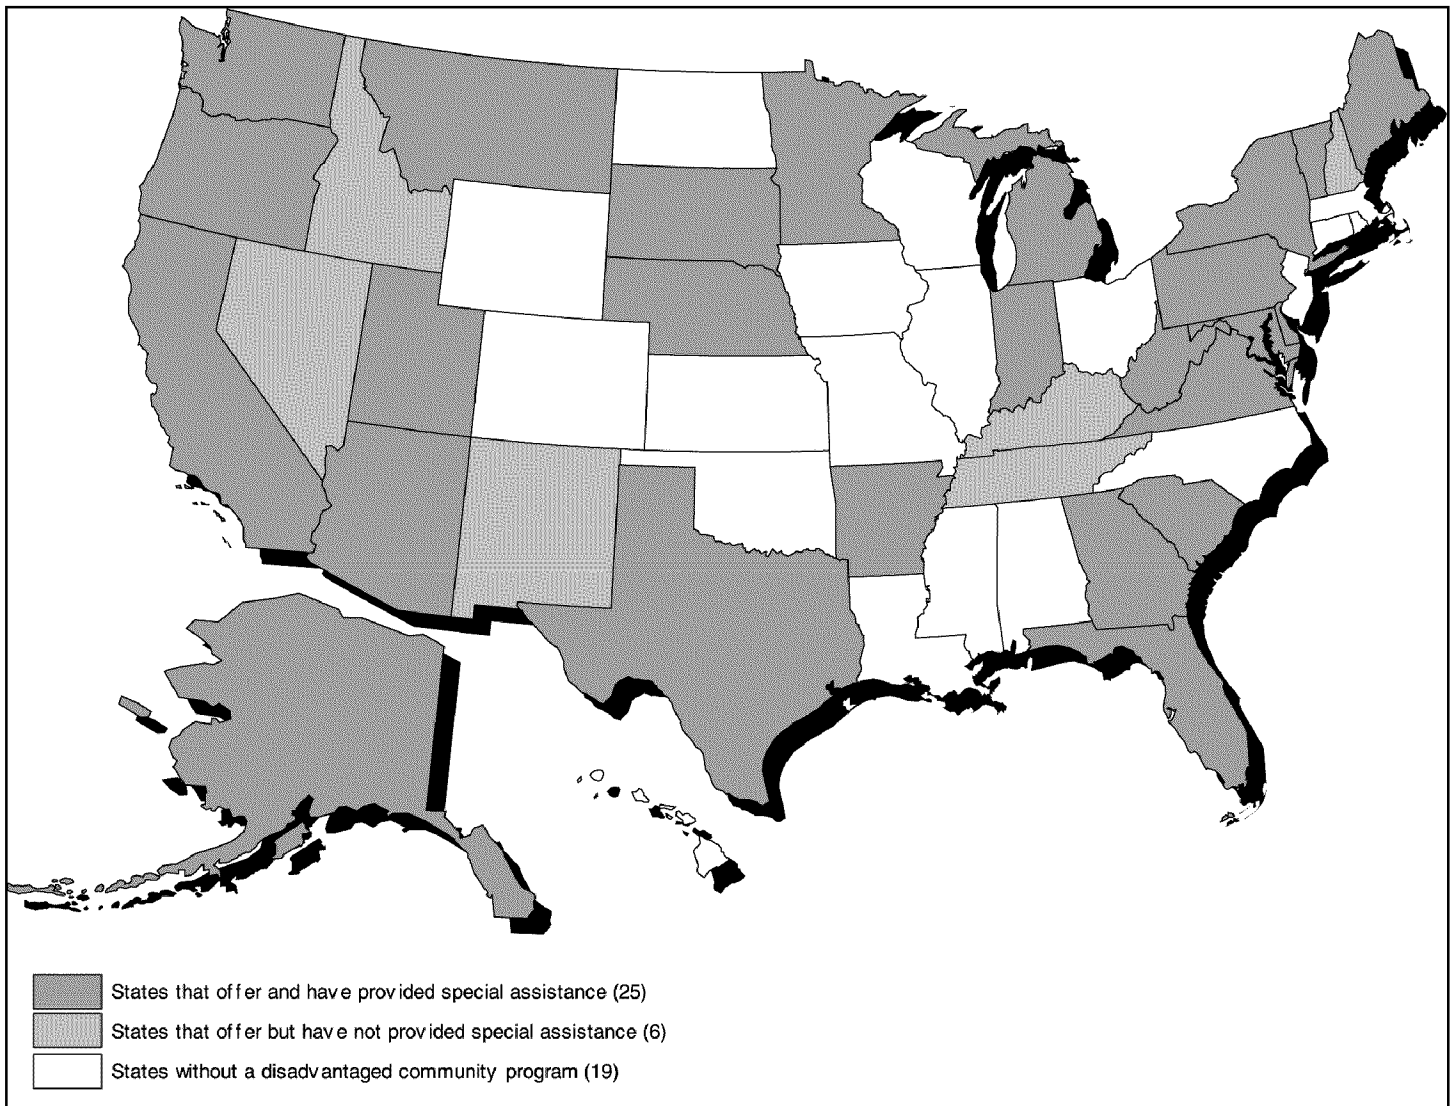 States that offer and have provided special assistance (25)
States that offer but have not provided special assistance (6)
States without a disadvantaged community program (19)